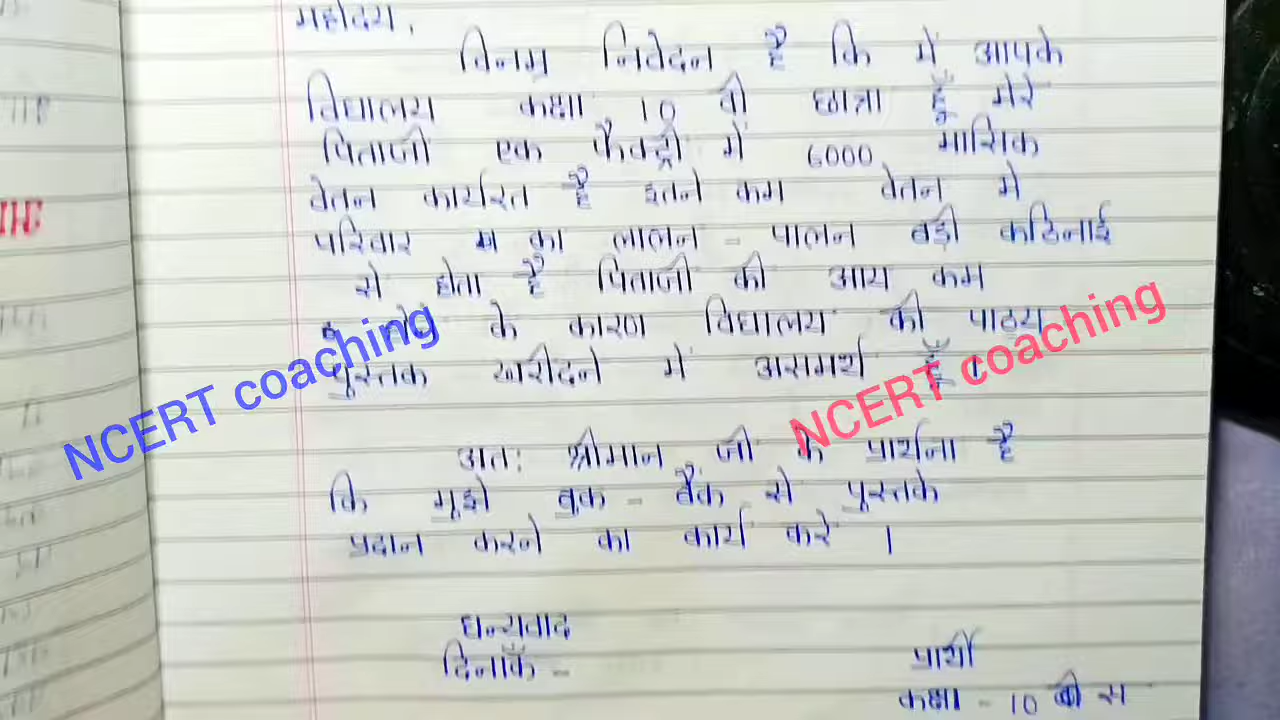 महोदय,
विनम्र निवेदन है कि में आपके
विधालय कक्षा 10 वी छात्रा हूँ मेरे
पिताजी एक फैक्ट्री में 6000 मासिक
वेतन कार्यरत है इतने कम वेतन मे
परिवार का लालन - पालन बड़ी कठिनाई
से होता है पिताजी की आय कम
के कारण विधालय की पाठय
पुस्तक खरीदने में असमर्थ हूँ ।
अतः श्रीमान जी से प्रार्थना है
कि मुझे बुक - बैंक से पुस्तके
प्रदान करने का कार्य करे ।
धन्यवाद
दिनाँक -
प्रार्थी
कक्षा - 10 वी स
NCERT coaching
NCERT coaching